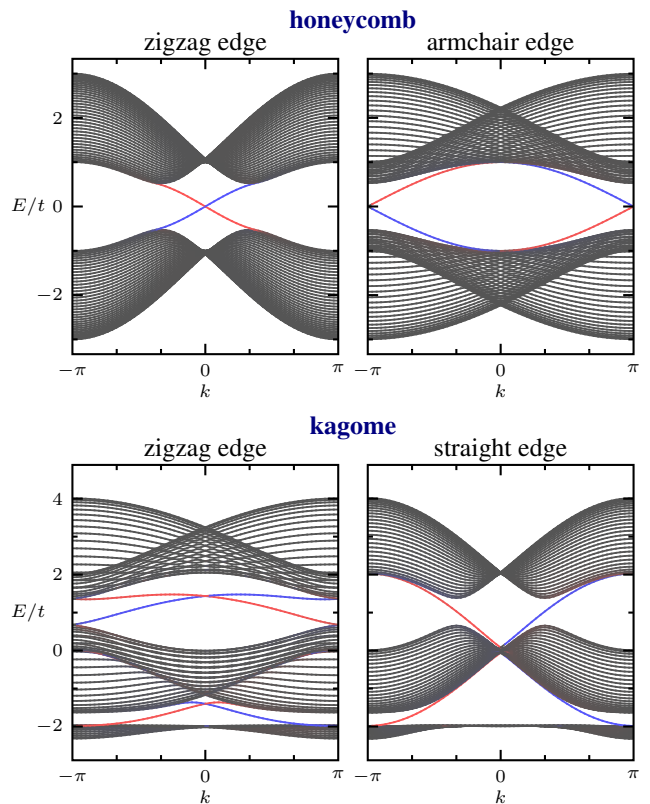 honeycomb
zigzag edge armchair edge
2
E/t 0
−2
−π 0 π −π 0 π
k k
kagome
zigzag edge straight edge
4
2
E/t
0
−2
−π 0 π −π 0 π
k k